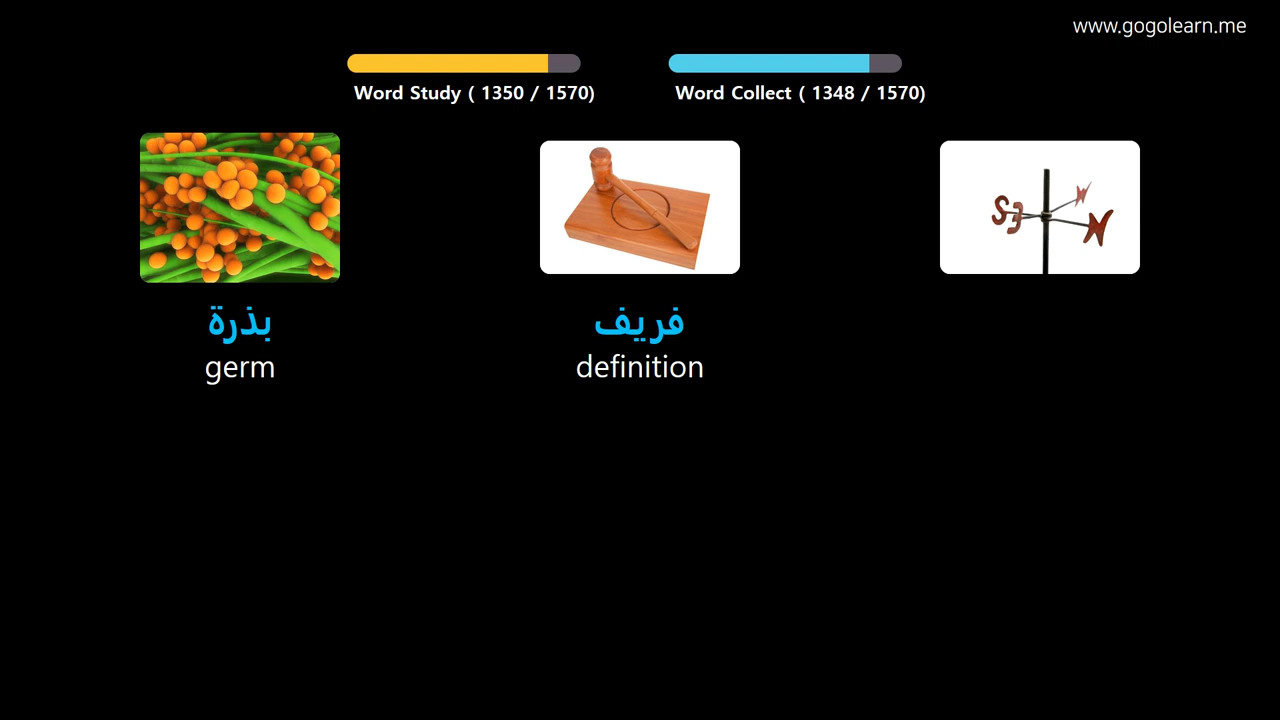 www.gogolearn.me
Word Study ( 1350 / 1570)
Word Collect ( 1348 / 1570)
بذرة
germ
فريف
definition